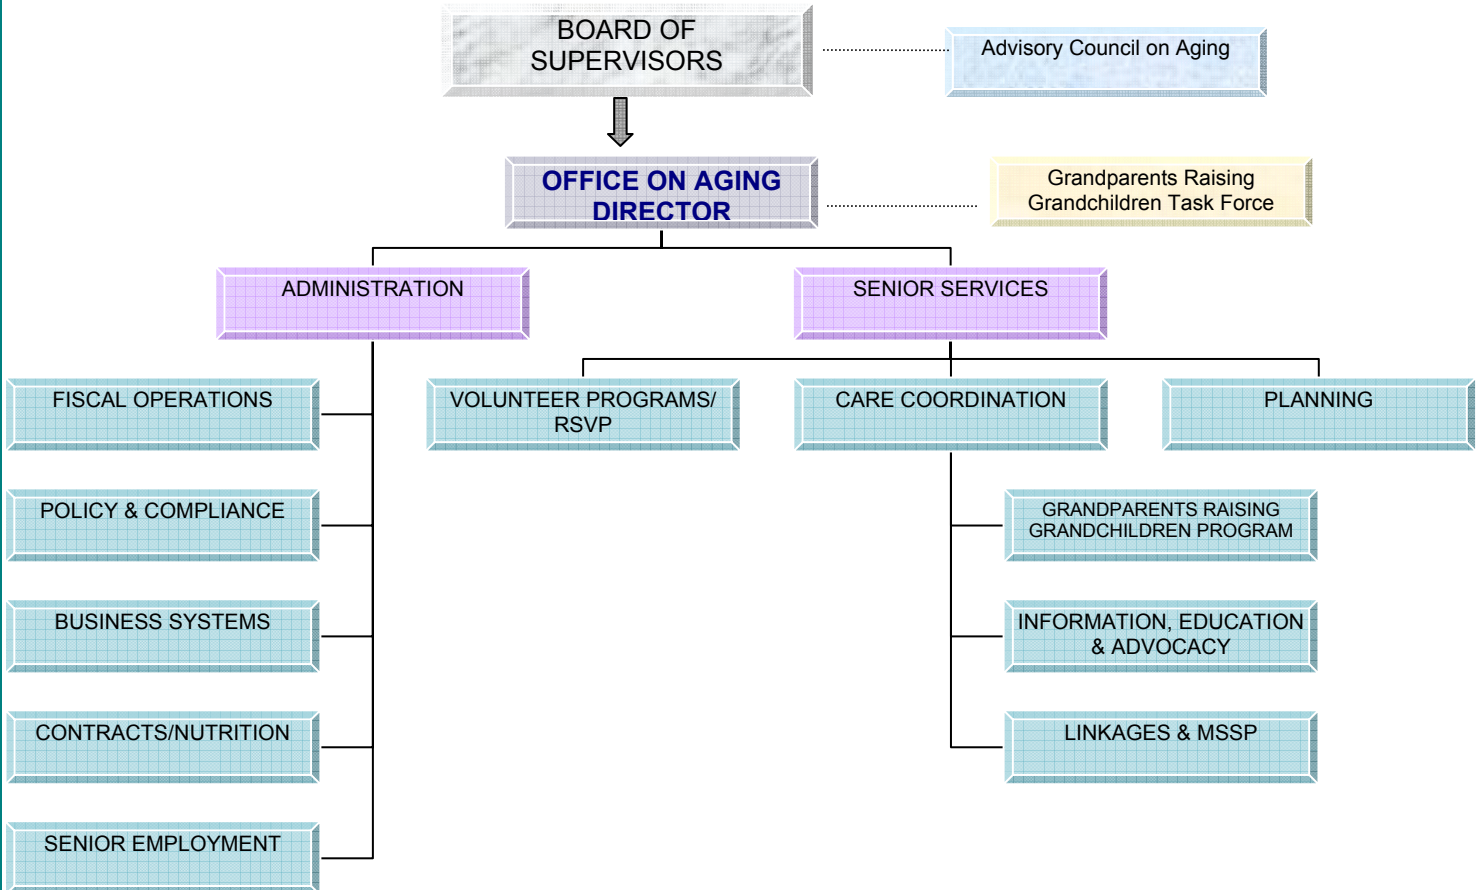 BOARD OF
SUPERVISORS
Advisory Council on Aging
OFFICE ON AGING
DIRECTOR
Grandparents Raising
Grandchildren Task Force
ADMINISTRATION
SENIOR SERVICES
FISCAL OPERATIONS
VOLUNTEER PROGRAMS/
RSVP
CARE COORDINATION
PLANNING
POLICY & COMPLIANCE
GRANDPARENTS RAISING
GRANDCHILDREN PROGRAM
BUSINESS SYSTEMS
INFORMATION, EDUCATION
& ADVOCACY
CONTRACTS/NUTRITION
LINKAGES & MSSP
SENIOR EMPLOYMENT